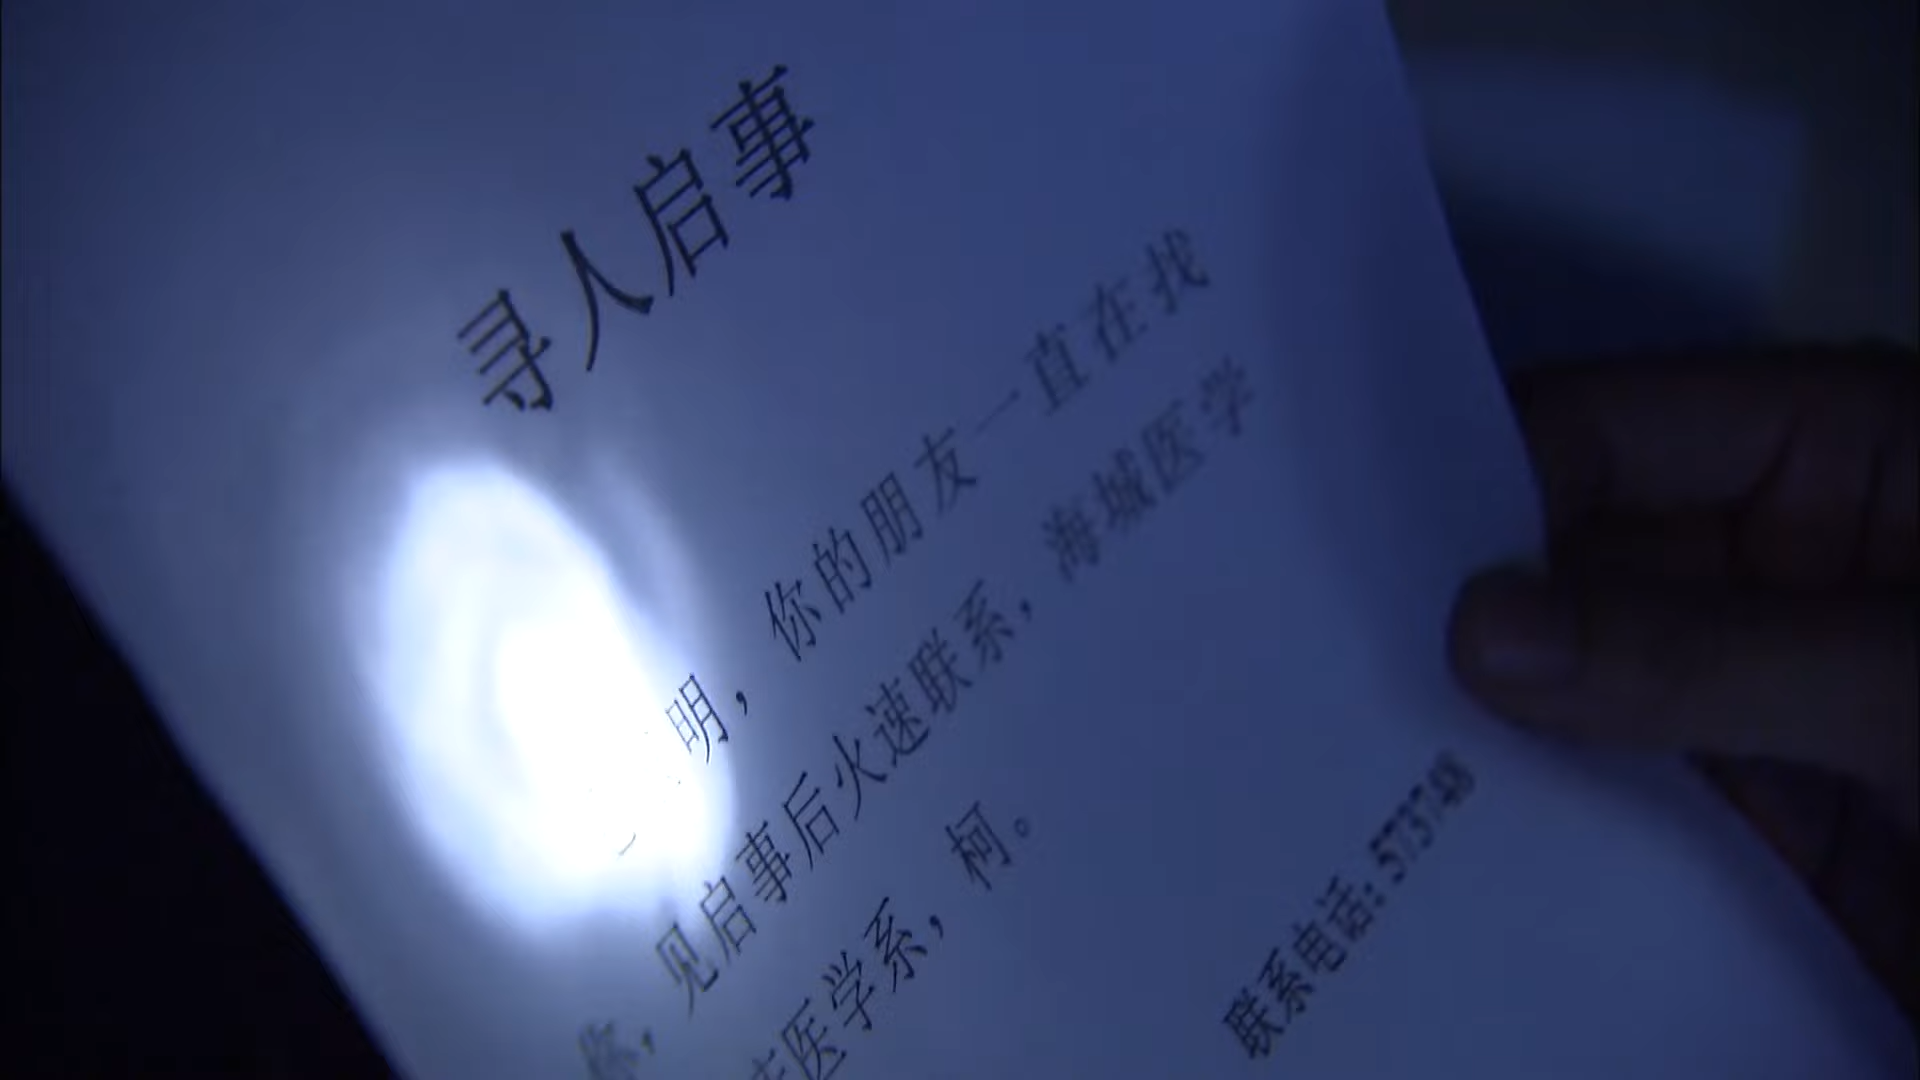 寻人启事
明，你的朋友一直在找
你，见启事后火速联系，海城医学
医学系，柯。
联系电话：573748